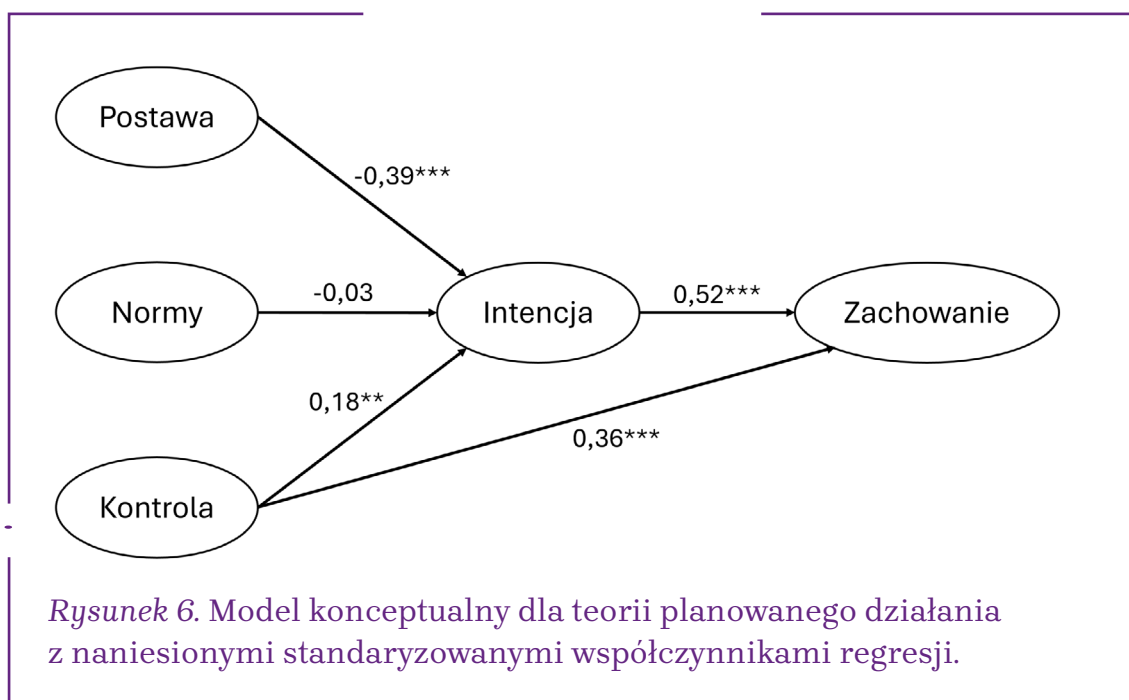 Postawa
-0,39***
Normy
-0,03
Intencja
0,52***
Zachowanie
0,18**
0,36***
Kontrola
Rysunek 6. Model konceptualny dla teorii planowanego działania
z naniesionymi standaryzowanymi współczynnikami regresji.